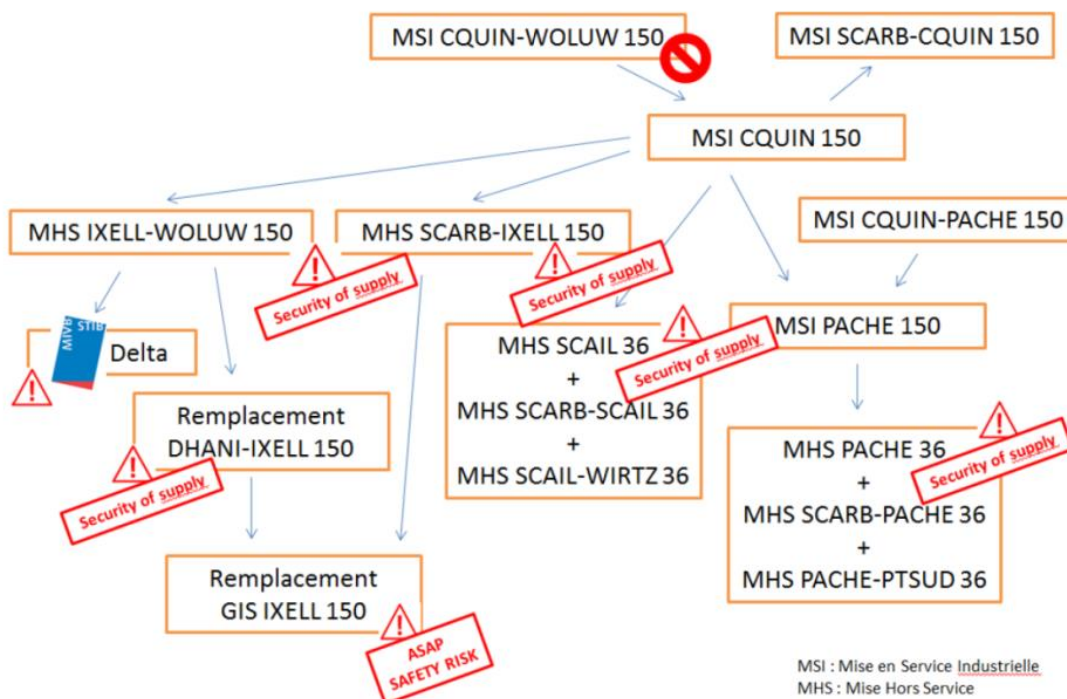 MSI CQUIN-WOLUW 150
MSI SCARB-CQUIN 150
MSI CQUIN 150
MHS IXELL-WOLUW 150
MHS SCARB-IXELL 150
MSI CQUIN-PACHE 150
Security of supply
Security of supply
MIVB STIB
Delta
MHS SCAIL 36
+
MHS SCARB-SCAIL 36
+
MHS SCAIL-WIRTZ 36
Security of supply
MSI PACHE 150
Remplacement
DHANI-IXELL 150
Security of supply
MHS PACHE 36
+
MHS SCARB-PACHE 36
+
MHS PACHE-PTSUD 36
Security of supply
Remplacement
GIS IXELL 150
ASAP
SAFETY RISK
MSI : Mise en Service Industrielle
MHS : Mise Hors Service